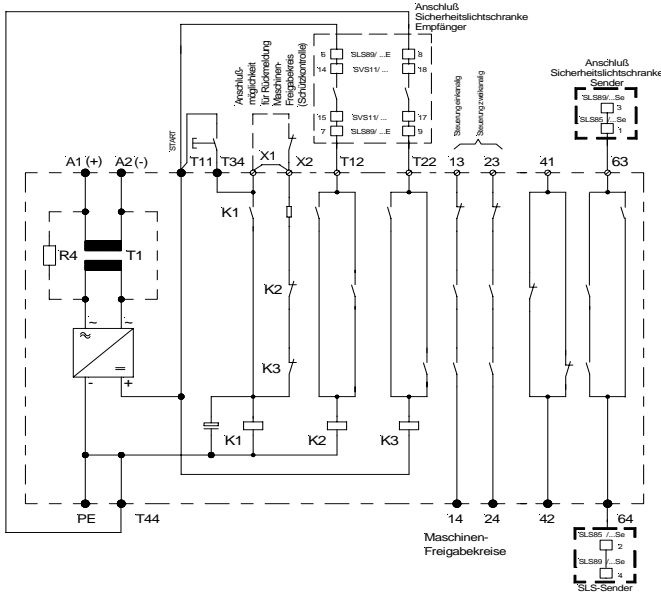 Anschluß
Sicherheitslichtschranke
Empfänger
6 SLS89/ ...E 8
14 SVS11/ ... 18
15 SVS11/ ... 17
7 SLS89/ ...E 9
Anschluß-
möglichkeit
für Rückmeldung
Maschinen-
Freigabekreis
(Schützkontrolle)
Steuerung einkanalig
Steuerung zweikanalig
Anschluß
Sicherheitslichtschranke
Sender
SLS89/...Se
3
SLS85 /...Se
1
START
A1 (+) A2 (-) T11 T34 X1 X2 T12 T22 13 23 41 63
K1
R4 T1
K2
K3
~ ~
≈
=
- +
K1 K2 K3
PE T44 14 24 42 64
Maschinen-
Freigabekreise
SLS85 /...Se
2
SLS89 /...Se
4
SLS-Sender